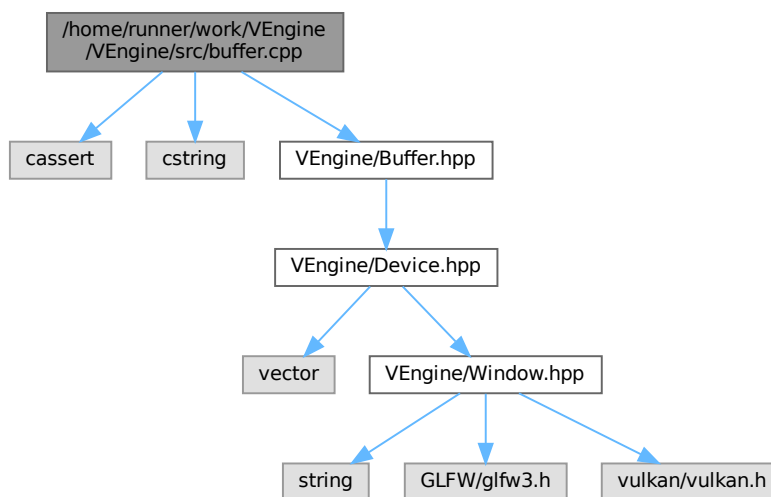 /home/runner/work/VEngine
/VEngine/src/buffer.cpp
cassert
cstring
VEngine/Buffer.hpp
VEngine/Device.hpp
vector
VEngine/Window.hpp
string
GLFW/glfw3.h
vulkan/vulkan.h